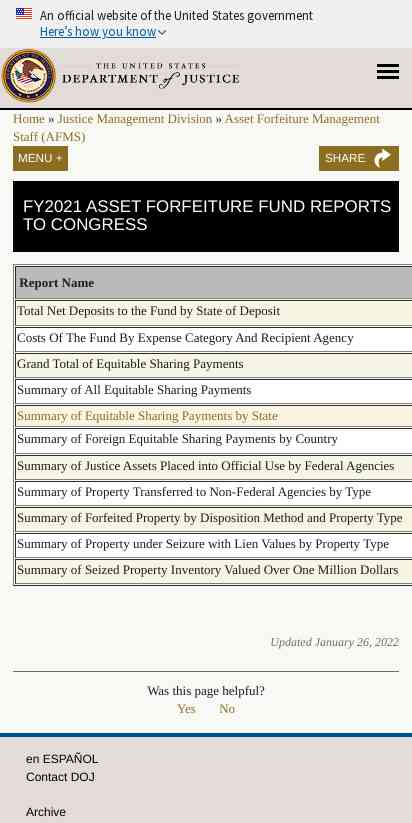 An official website of the United States government
Here's how you know
THE UNITED STATES
DEPARTMENT of JUSTICE
Home » Justice Management Division » Asset Forfeiture Management
Staff (AFMS)
MENU +
SHARE
FY2021 ASSET FORFEITURE FUND REPORTS
TO CONGRESS
Report Name
Total Net Deposits to the Fund by State of Deposit
Costs Of The Fund By Expense Category And Recipient Agency
Grand Total of Equitable Sharing Payments
Summary of All Equitable Sharing Payments
Summary of Equitable Sharing Payments by State
Summary of Foreign Equitable Sharing Payments by Country
Summary of Justice Assets Placed into Official Use by Federal Agencies
Summary of Property Transferred to Non-Federal Agencies by Type
Summary of Forfeited Property by Disposition Method and Property Type
Summary of Property under Seizure with Lien Values by Property Type
Summary of Seized Property Inventory Valued Over One Million Dollars
Updated January 26, 2022
Was this page helpful?
Yes No
en ESPAÑOL
Contact DOJ
Archive